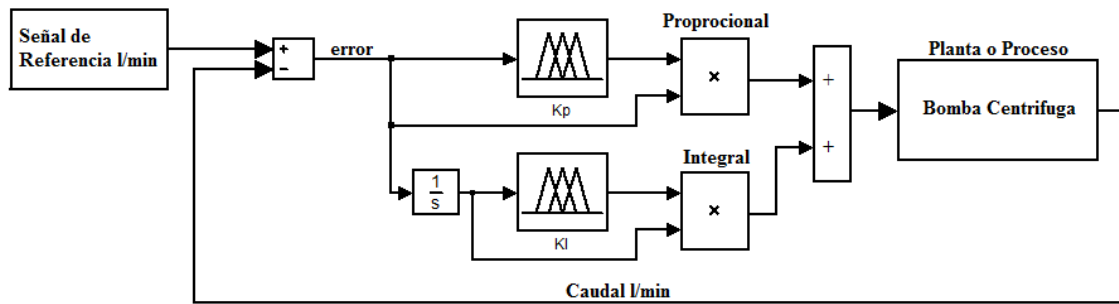 Señal de
Referencia l/min
+
−
error
Kp
Proprocional
×
1
s
KI
Integral
×
+
+
Planta o Proceso
Bomba Centrifuga
Caudal l/min